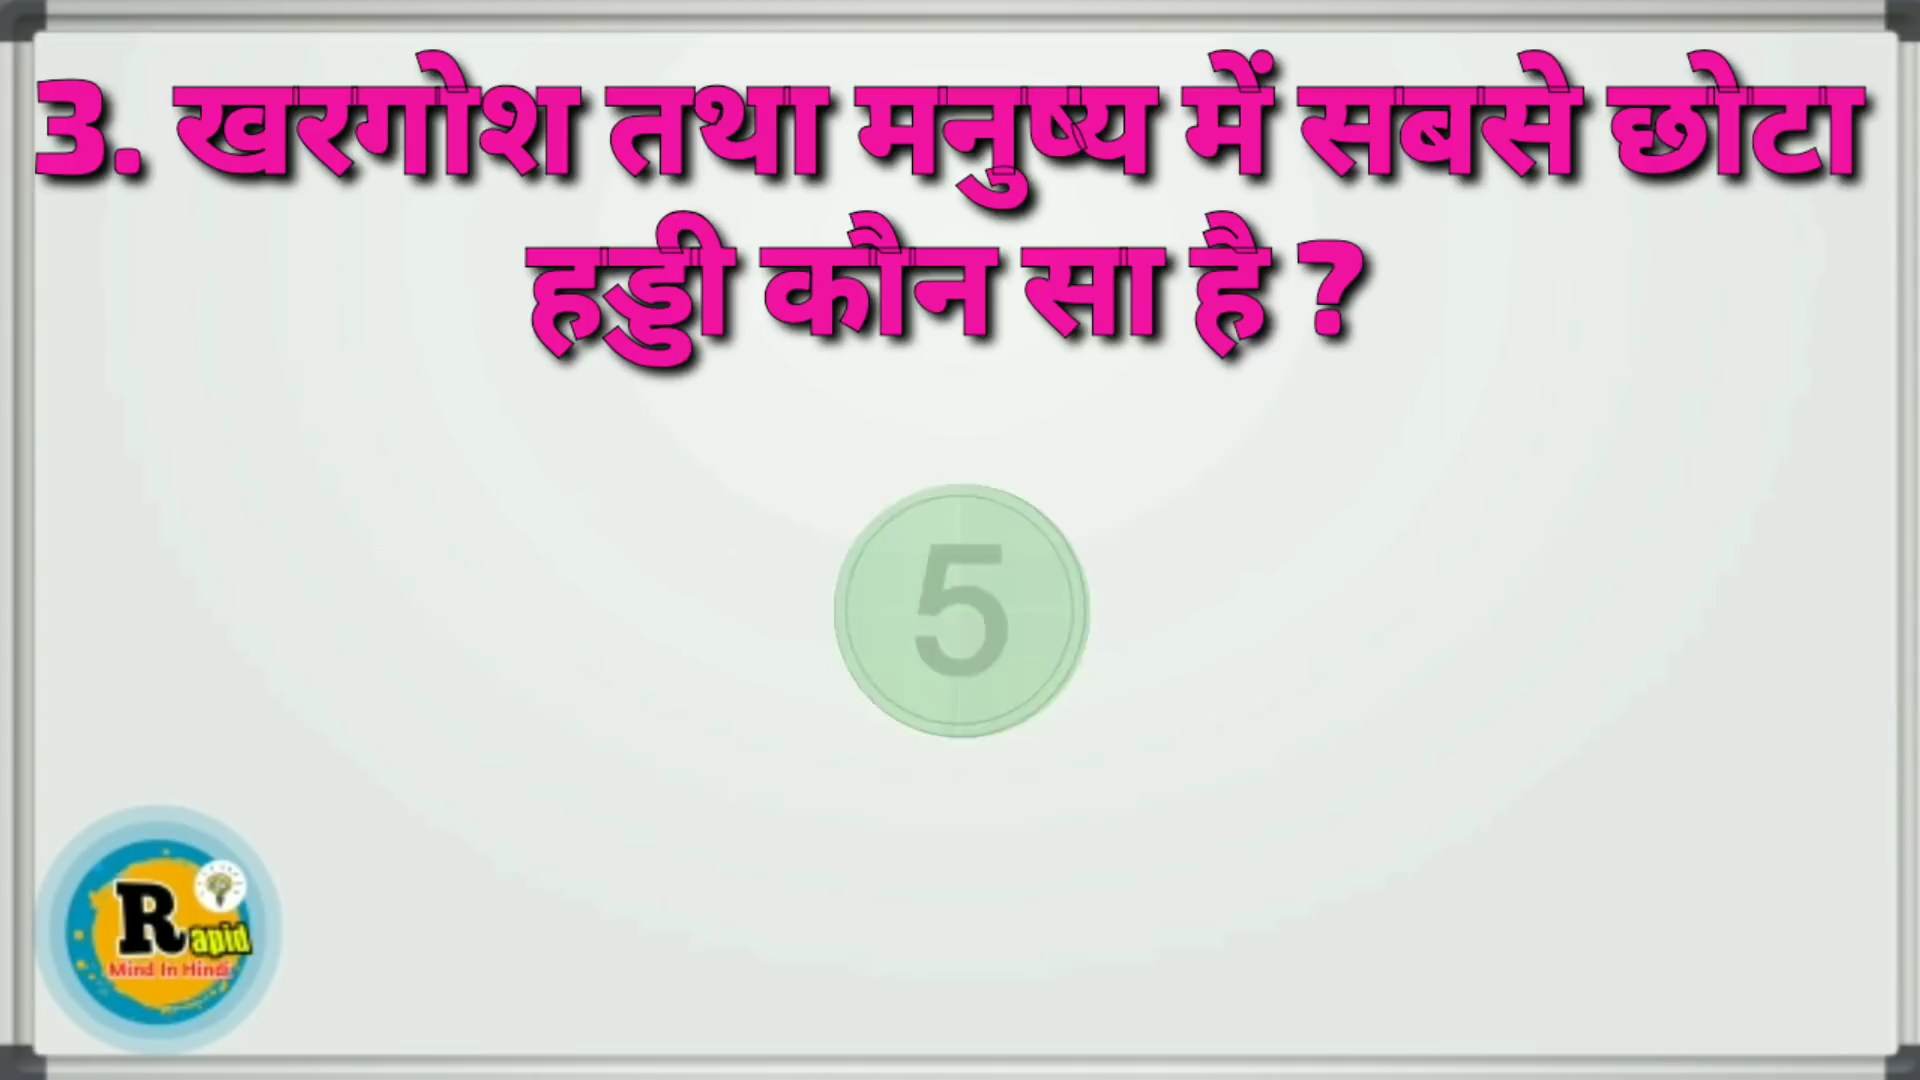 3. खरगोश तथा मनुष्य में सबसे छोटा
हड्डी कौन सा है ?
5
Rapid
Mind In Hindi